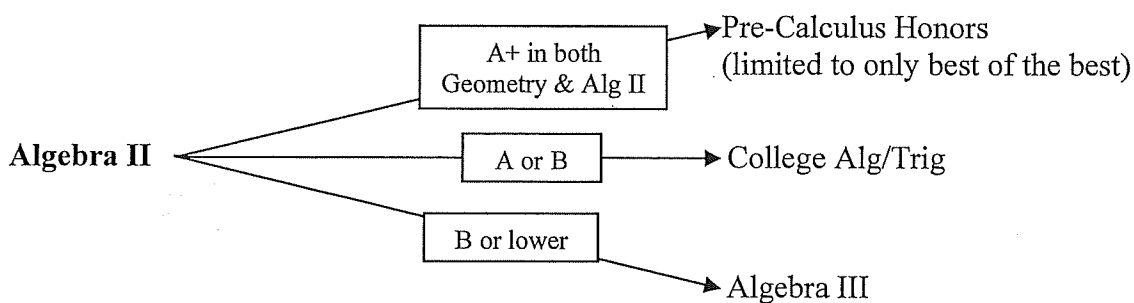 A+ in both
Geometry & Alg II
Pre-Calculus Honors
(limited to only best of the best)
Algebra II
A or B
College Alg/Trig
B or lower
Algebra III